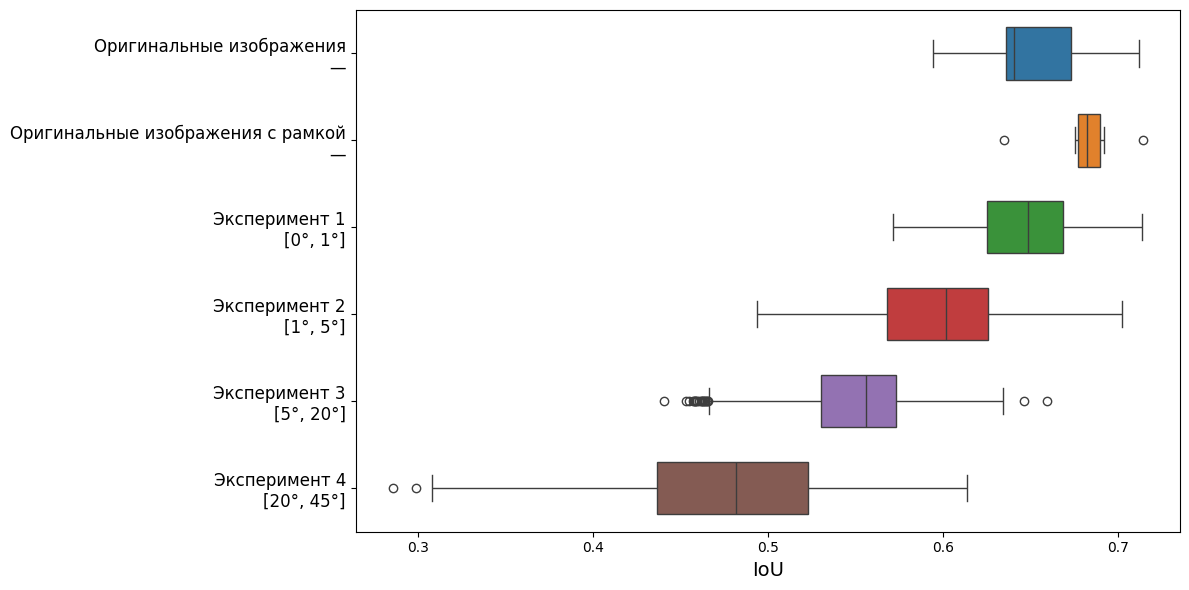 Оригинальные изображения
—
Оригинальные изображения с рамкой
—
Эксперимент 1
[0°, 1°]
Эксперимент 2
[1°, 5°]
Эксперимент 3
[5°, 20°]
Эксперимент 4
[20°, 45°]
0.3 0.4 0.5 0.6 0.7
IoU